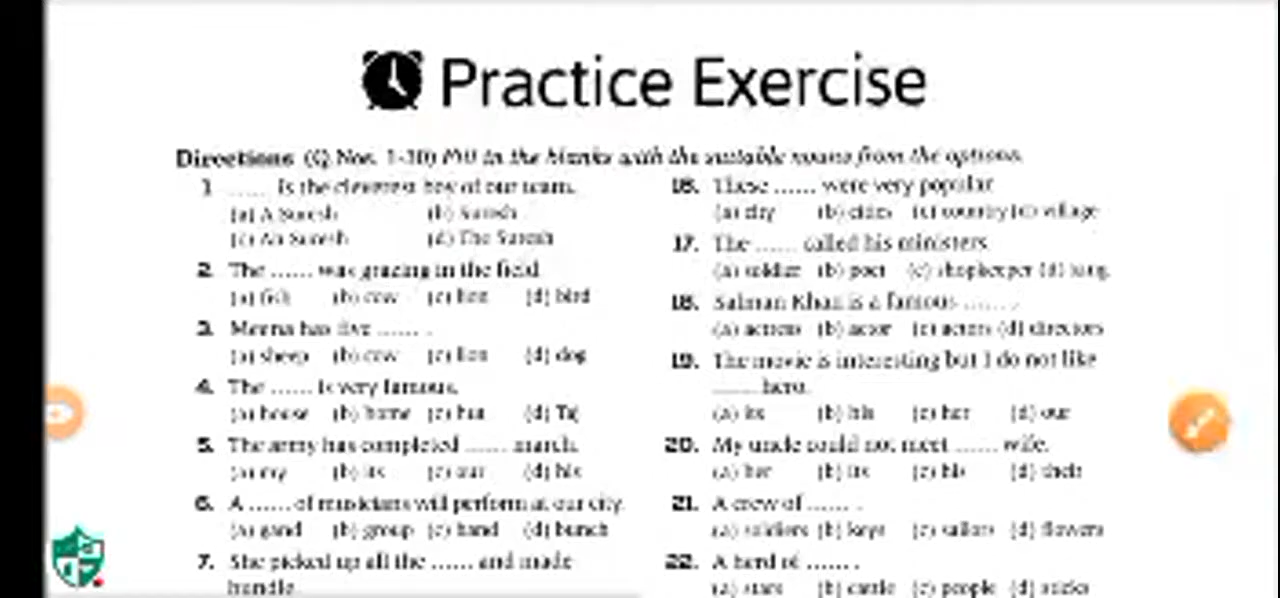 Practice Exercise
Directions (Q.Nos. 1-30) Fill in the blanks with the suitable nouns from the options.
1. ...... is the cleverest boy of our team.
(a) A Suresh (b) Suresh
(c) An Suresh (d) The Suresh
2. The ...... was grazing in the field
(a) fish (b) cow (c) lion (d) bird
3. Meena has five ...... .
(a) sheep (b) cow (c) lion (d) dog
4. The ...... is very famous.
(a) house (b) home (c) hut (d) Taj
5. The army has completed ...... march.
(a) my (b) its (c) our (d) his
6. A ...... of musicians will perform at our city.
(a) gand (b) group (c) band (d) bunch
7. She picked up all the ...... and made
bundle.
16. These ...... were very popular
(a) city (b) cities (c) country (d) village
17. The ...... called his ministers
(a) soldier (b) poet (c) shopkeeper (d) king
18. Salman Khan is a famous ...... .
(a) actress (b) actor (c) actors (d) directors
19. The movie is interesting but I do not like
...... hero.
(a) its (b) his (c) her (d) our
20. My uncle could not meet ...... wife.
(a) her (b) its (c) his (d) their
21. A crew of ...... .
(a) soldiers (b) keys (c) sailors (d) flowers
22. A herd of ...... .
(a) stars (b) cattle (c) people (d) sticks